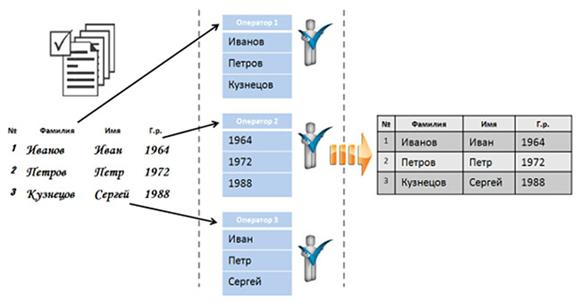 № Фамилия Имя Г.р.
1 Иванов Иван 1964
2 Петров Петр 1972
3 Кузнецов Сергей 1988
Оператор 1
Иванов
Петров
Кузнецов
Оператор 2
1964
1972
1988
Оператор 3
Иван
Петр
Сергей
№ Фамилия Имя Г.р.
1 Иванов Иван 1964
2 Петров Петр 1972
3 Кузнецов Сергей 1988